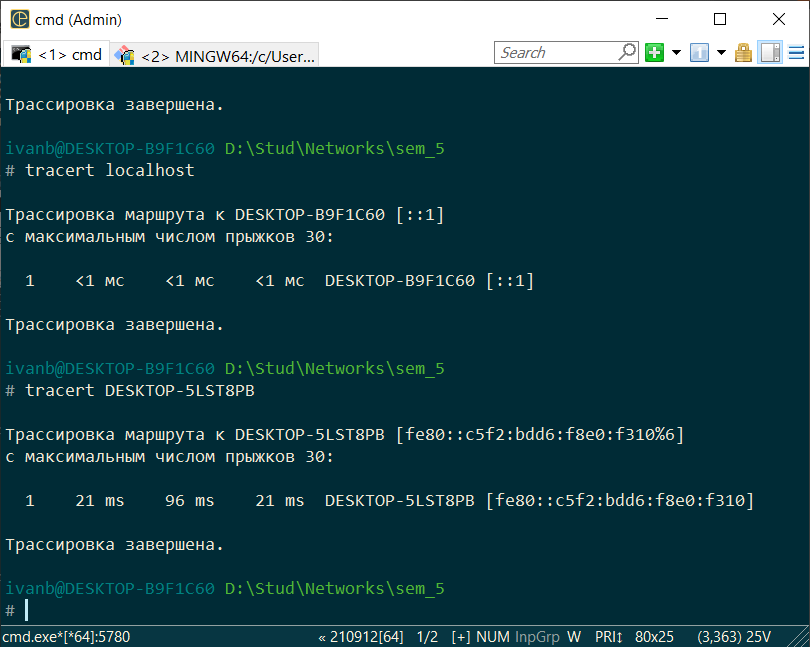 cmd (Admin)
<1> cmd
<2> MINGW64:/c/User...
Search
Трассировка завершена.
ivanb@DESKTOP-B9F1C60 D:\Stud\Networks\sem_5
# tracert localhost
Трассировка маршрута к DESKTOP-B9F1C60 [::1]
с максимальным числом прыжков 30:
1 <1 мс <1 мс <1 мс DESKTOP-B9F1C60 [::1]
Трассировка завершена.
ivanb@DESKTOP-B9F1C60 D:\Stud\Networks\sem_5
# tracert DESKTOP-5LST8PB
Трассировка маршрута к DESKTOP-5LST8PB [fe80::c5f2:bdd6:f8e0:f310%6]
с максимальным числом прыжков 30:
1 21 ms 96 ms 21 ms DESKTOP-5LST8PB [fe80::c5f2:bdd6:f8e0:f310]
Трассировка завершена.
ivanb@DESKTOP-B9F1C60 D:\Stud\Networks\sem_5
#
cmd.exe*[*64]:5780 « 210912[64] 1/2 [+] NUM InpGrp W PRI↕ 80x25 (3,363) 25V